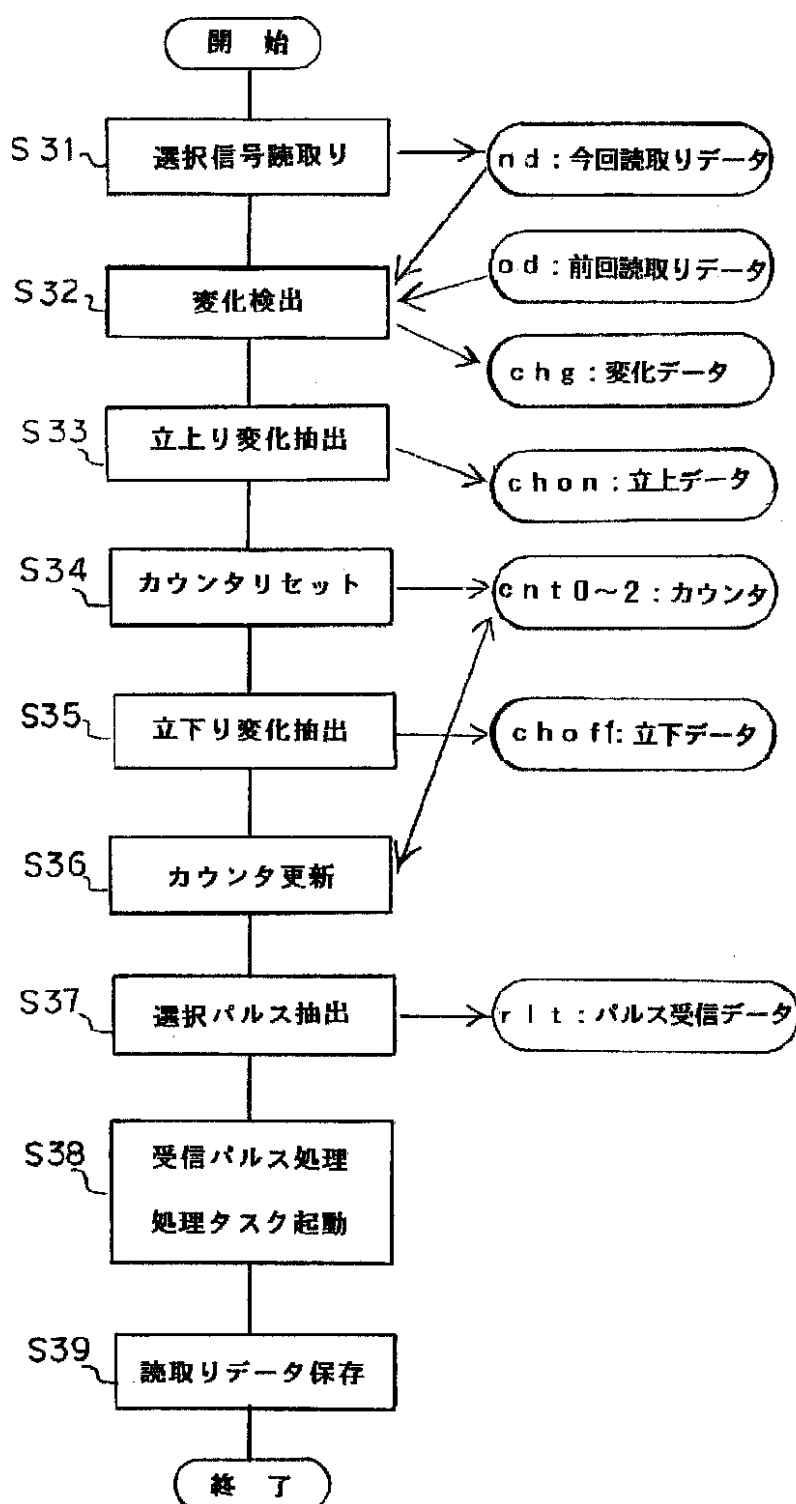 開 始
S31
選択信号読取り
nd:今回読取りデータ
od:前回読取りデータ
S32
変化検出
chg:変化データ
S33
立上り変化抽出
chon:立上データ
S34
カウンタリセット
cnt0~2:カウンタ
S35
立下り変化抽出
choff:立下データ
S36
カウンタ更新
S37
選択パルス抽出
rlt:パルス受信データ
S38
受信パルス処理
処理タスク起動
S39
読取りデータ保存
終 了